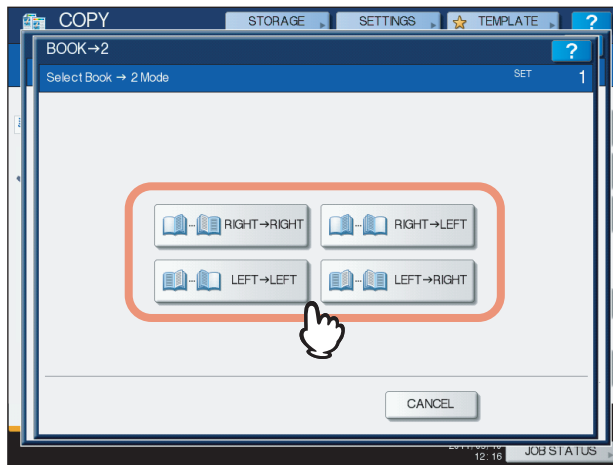 COPY
STORAGE
SETTINGS
TEMPLATE
?
BOOK→2
?
Select Book → 2 Mode
SET
1
RIGHT→RIGHT
RIGHT→LEFT
LEFT→LEFT
LEFT→RIGHT
CANCEL
12:16
JOB STATUS